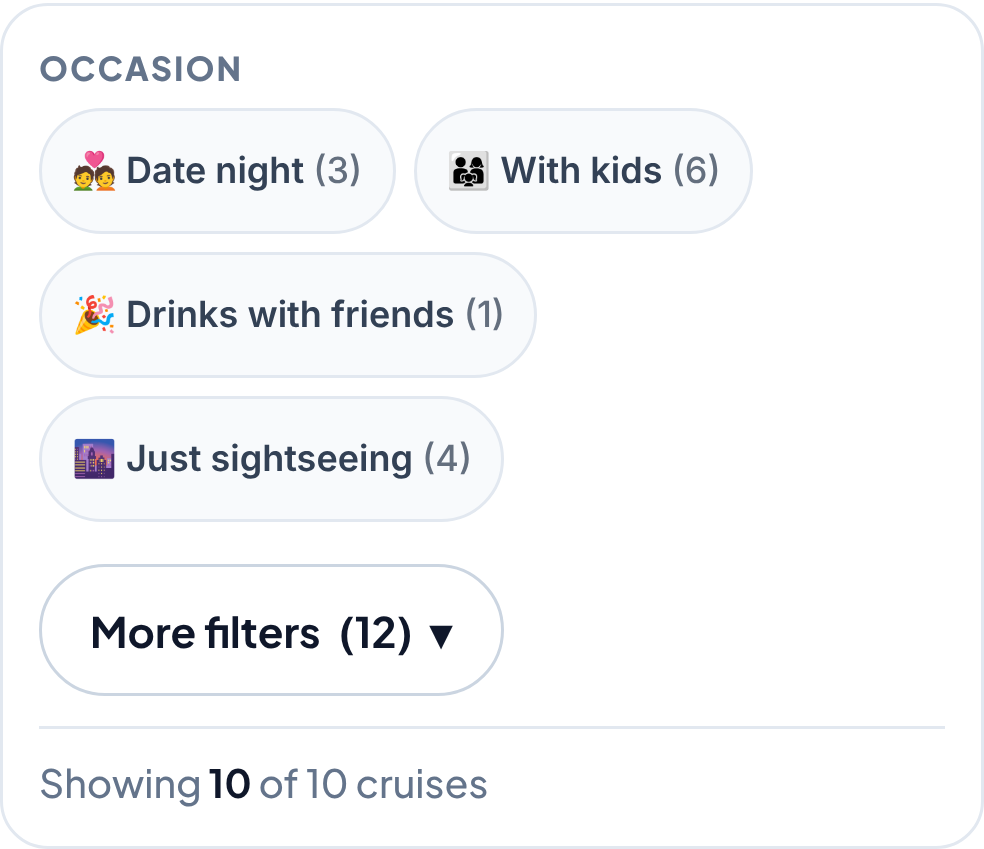 OCCASION
💑 Date night (3) 👨‍👩‍👧 With kids (6)
🎉 Drinks with friends (1)
🌆 Just sightseeing (4)
More filters (12) ▼
Showing 10 of 10 cruises